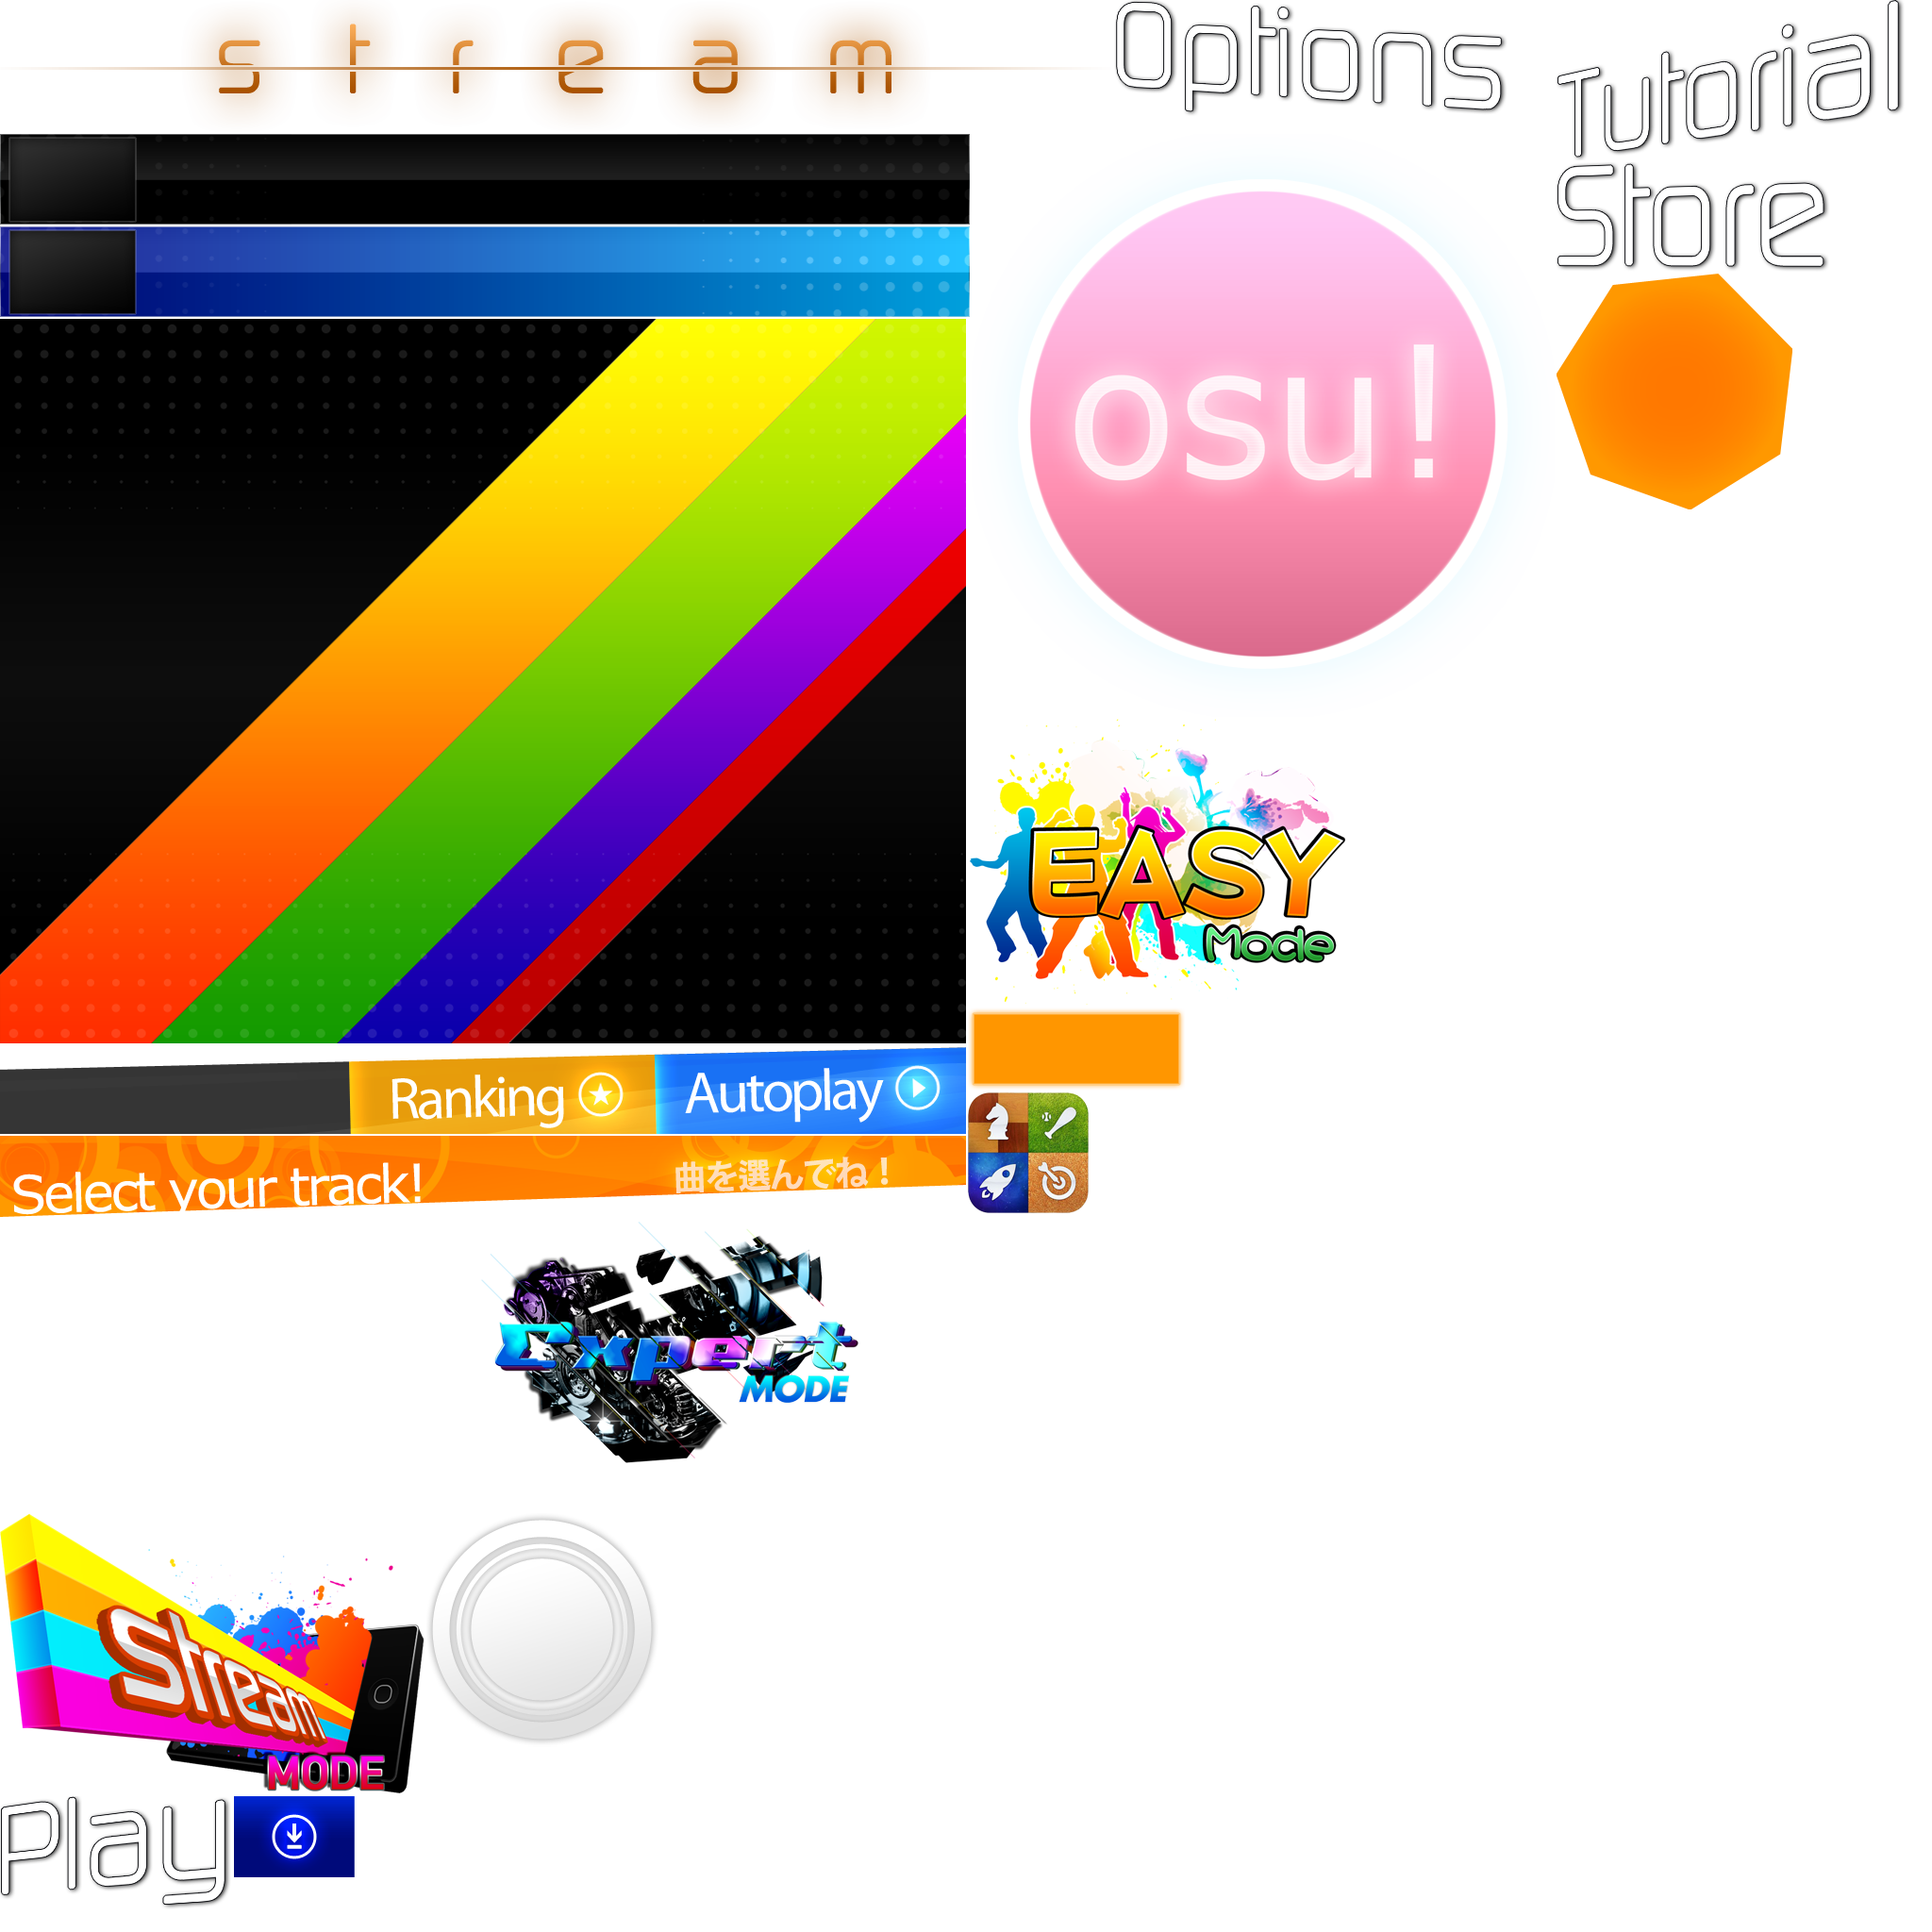 stream
Options
Tutorial
Store
osu!
EASY
Mode
Ranking
Autoplay
Select your track!
曲を選んでね！
Expert
MODE
Stream
MODE
Play